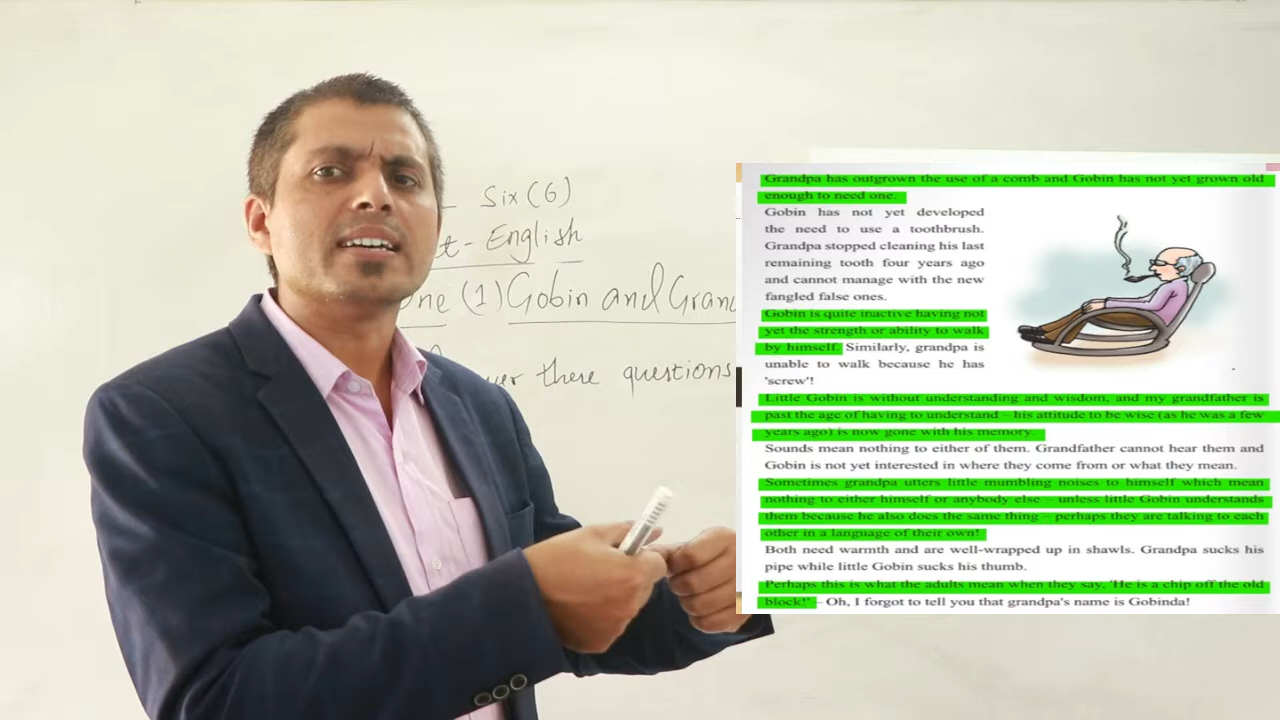 Six (6)
- English
One (1) Gobin and Grand
these questions
Grandpa has outgrown the use of a comb and Gobin has not yet grown old
enough to need one.
Gobin has not yet developed
the need to use a toothbrush.
Grandpa stopped cleaning his last
remaining tooth four years ago
and cannot manage with the new
fangled false ones.
Gobin is quite inactive having not
yet the strength or ability to walk
by himself. Similarly, grandpa is
unable to walk because he has
'screw'!
Little Gobin is without understanding and wisdom, and my grandfather is
past the age of having to understand – his attitude to be wise (as he was a few
years ago) is now gone with his memory.
Sounds mean nothing to either of them. Grandfather cannot hear them and
Gobin is not yet interested in where they come from or what they mean.
Sometimes grandpa utters little mumbling noises to himself which mean
nothing to either himself or anybody else – unless little Gobin understands
them because he also does the same thing – perhaps they are talking to each
other in a language of their own!
Both need warmth and are well-wrapped up in shawls. Grandpa sucks his
pipe while little Gobin sucks his thumb.
Perhaps this is what the adults mean when they say, 'He is a chip off the old
block!' – Oh, I forgot to tell you that grandpa's name is Gobinda!